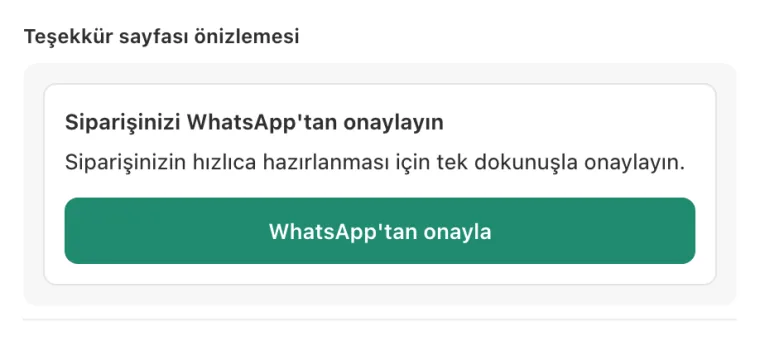 Teşekkür sayfası önizlemesi
Siparişinizi WhatsApp'tan onaylayın
Siparişinizin hızlıca hazırlanması için tek dokunuşla onaylayın.
WhatsApp'tan onayla